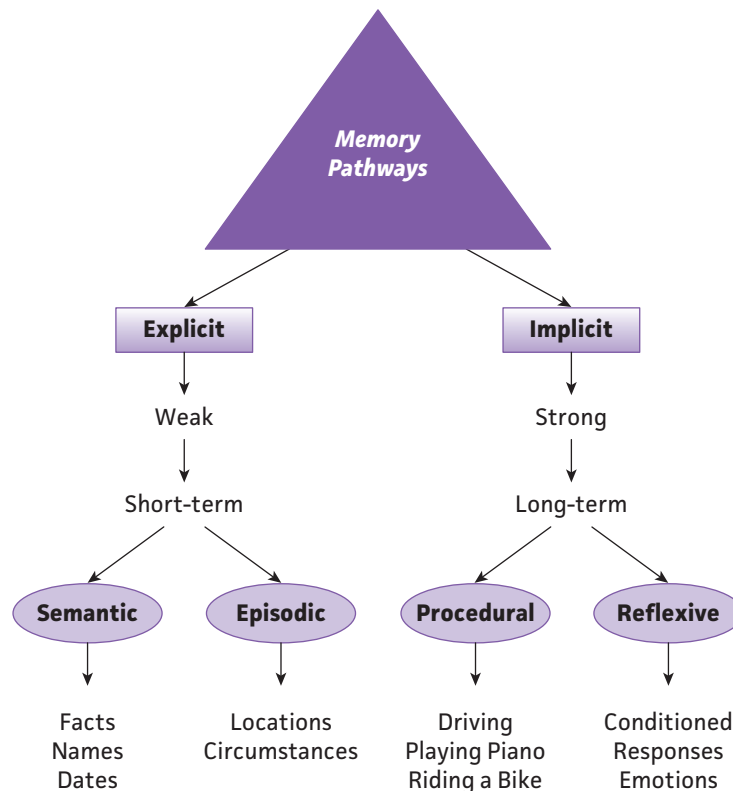 Memory
Pathways
Explicit
Implicit
Weak
Strong
Short-term
Long-term
Semantic
Episodic
Procedural
Reflexive
Facts
Names
Dates
Locations
Circumstances
Driving
Playing Piano
Riding a Bike
Conditioned
Responses
Emotions